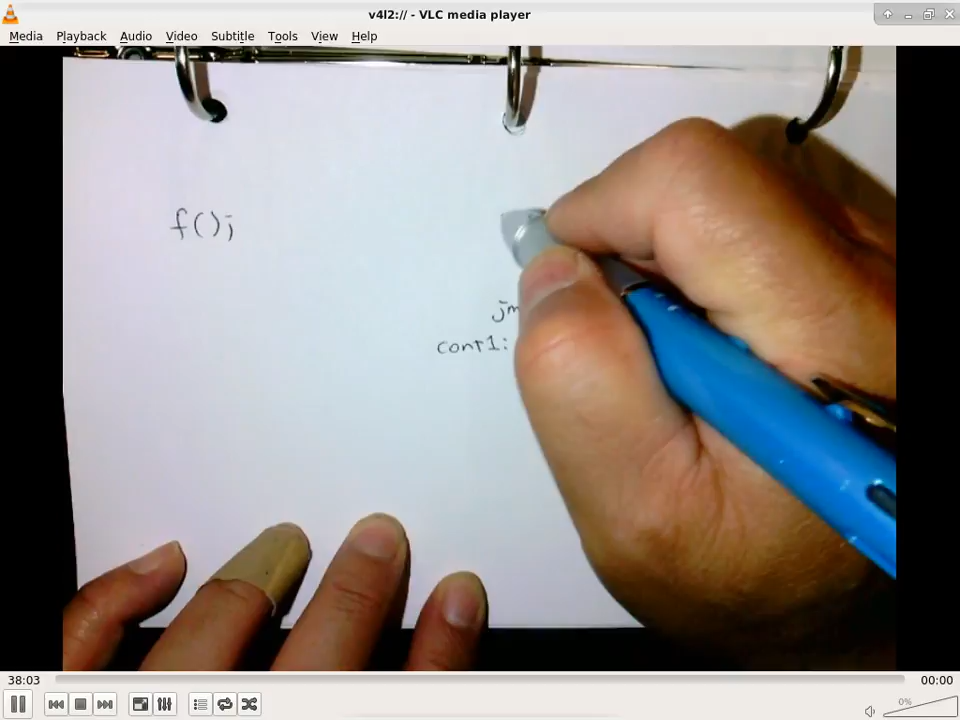 v4l2:// - VLC media player
Media Playback Audio Video Subtitle Tools View Help
f();
cont1:
38:03
00:00
0%